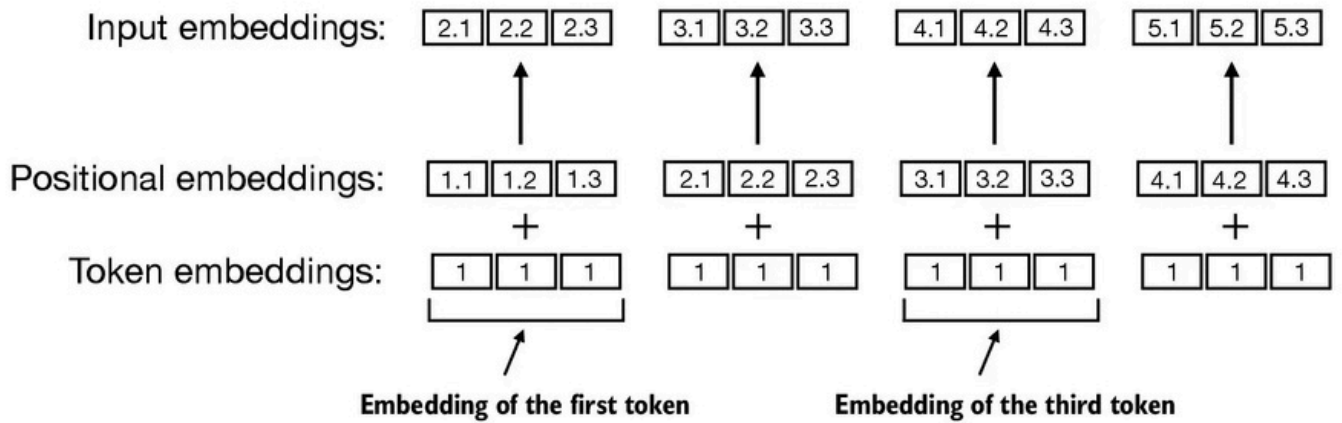 Input embeddings: 2.1 2.2 2.3 3.1 3.2 3.3 4.1 4.2 4.3 5.1 5.2 5.3
Positional embeddings: 1.1 1.2 1.3 2.1 2.2 2.3 3.1 3.2 3.3 4.1 4.2 4.3
+ + + +
Token embeddings: 1 1 1 1 1 1 1 1 1 1 1 1
Embedding of the first token Embedding of the third token